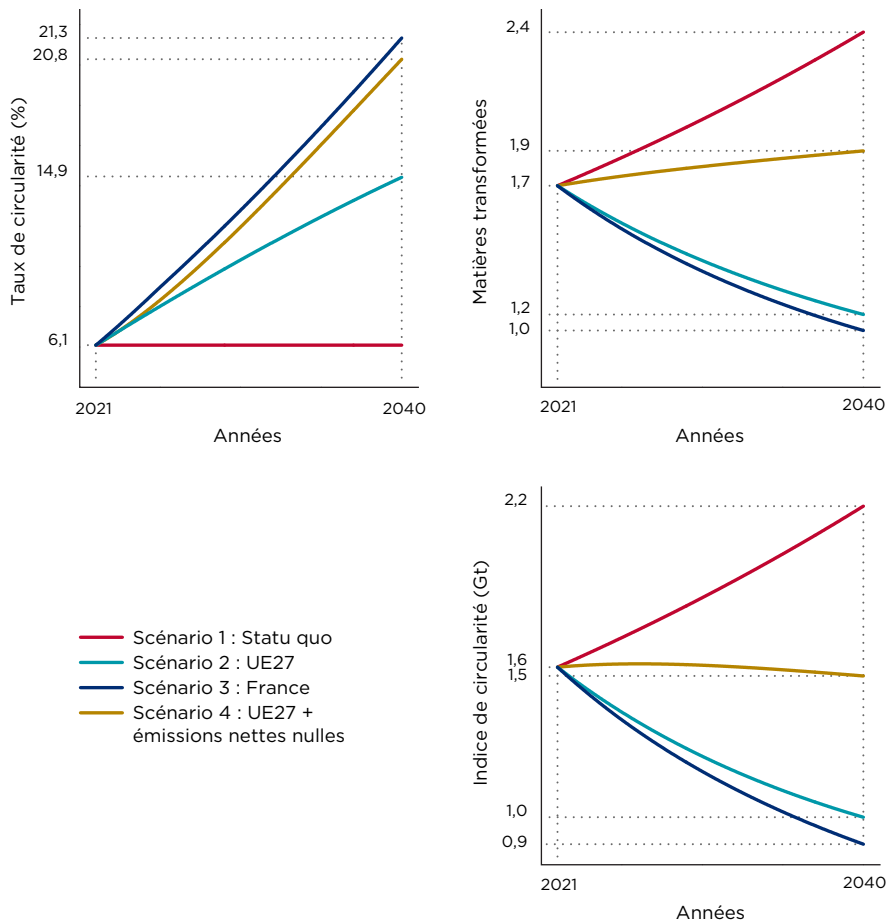 21,3
20,8
14,9
6,1
Taux de circularité (%)
2021
2040
Années
2,4
1,9
1,7
1,2
1,0
Matières transformées
2021
2040
Années
2,2
1,6
1,5
1,0
0,9
Indice de circularité (Gt)
2021
2040
Années
Scénario 1 : Statu quo
Scénario 2 : UE27
Scénario 3 : France
Scénario 4 : UE27 +
émissions nettes nulles